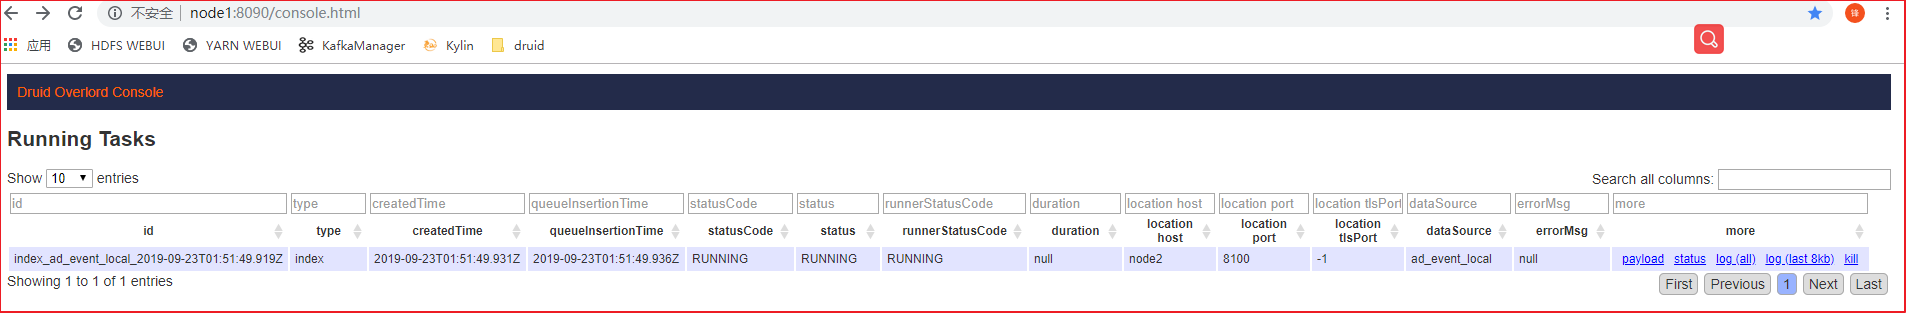 不安全 | node1:8090/console.html
应用 HDFS WEBUI YARN WEBUI KafkaManager Kylin druid
Druid Overlord Console
Running Tasks
Show 10 entries Search all columns:
id type createdTime queueInsertionTime statusCode status runnerStatusCode duration location host location port location tlsPort dataSource errorMsg more
id type createdTime queueInsertionTime statusCode status runnerStatusCode duration location host location port location tlsPort dataSource errorMsg more
index_ad_event_local_2019-09-23T01:51:49.919Z index 2019-09-23T01:51:49.931Z 2019-09-23T01:51:49.936Z RUNNING RUNNING RUNNING null node2 8100 -1 ad_event_local null payload status log (all) log (last 8kb) kill
Showing 1 to 1 of 1 entries First Previous 1 Next Last